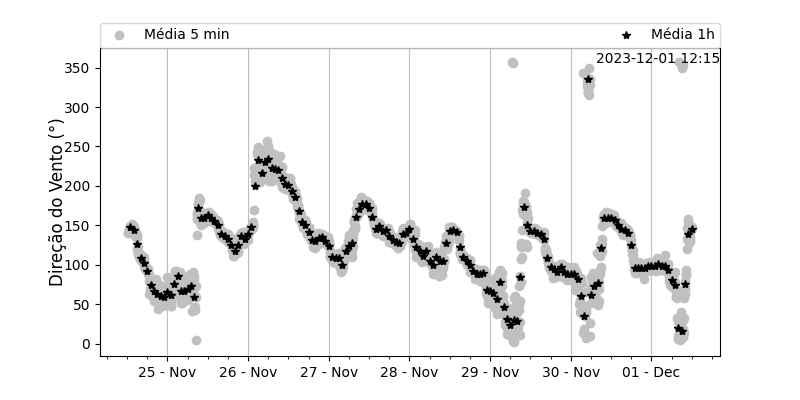 Média 5 min
Média 1h
2023-12-01 12:15
Direção do Vento (°)
350
300
250
200
150
100
50
0
25 - Nov
26 - Nov
27 - Nov
28 - Nov
29 - Nov
30 - Nov
01 - Dec